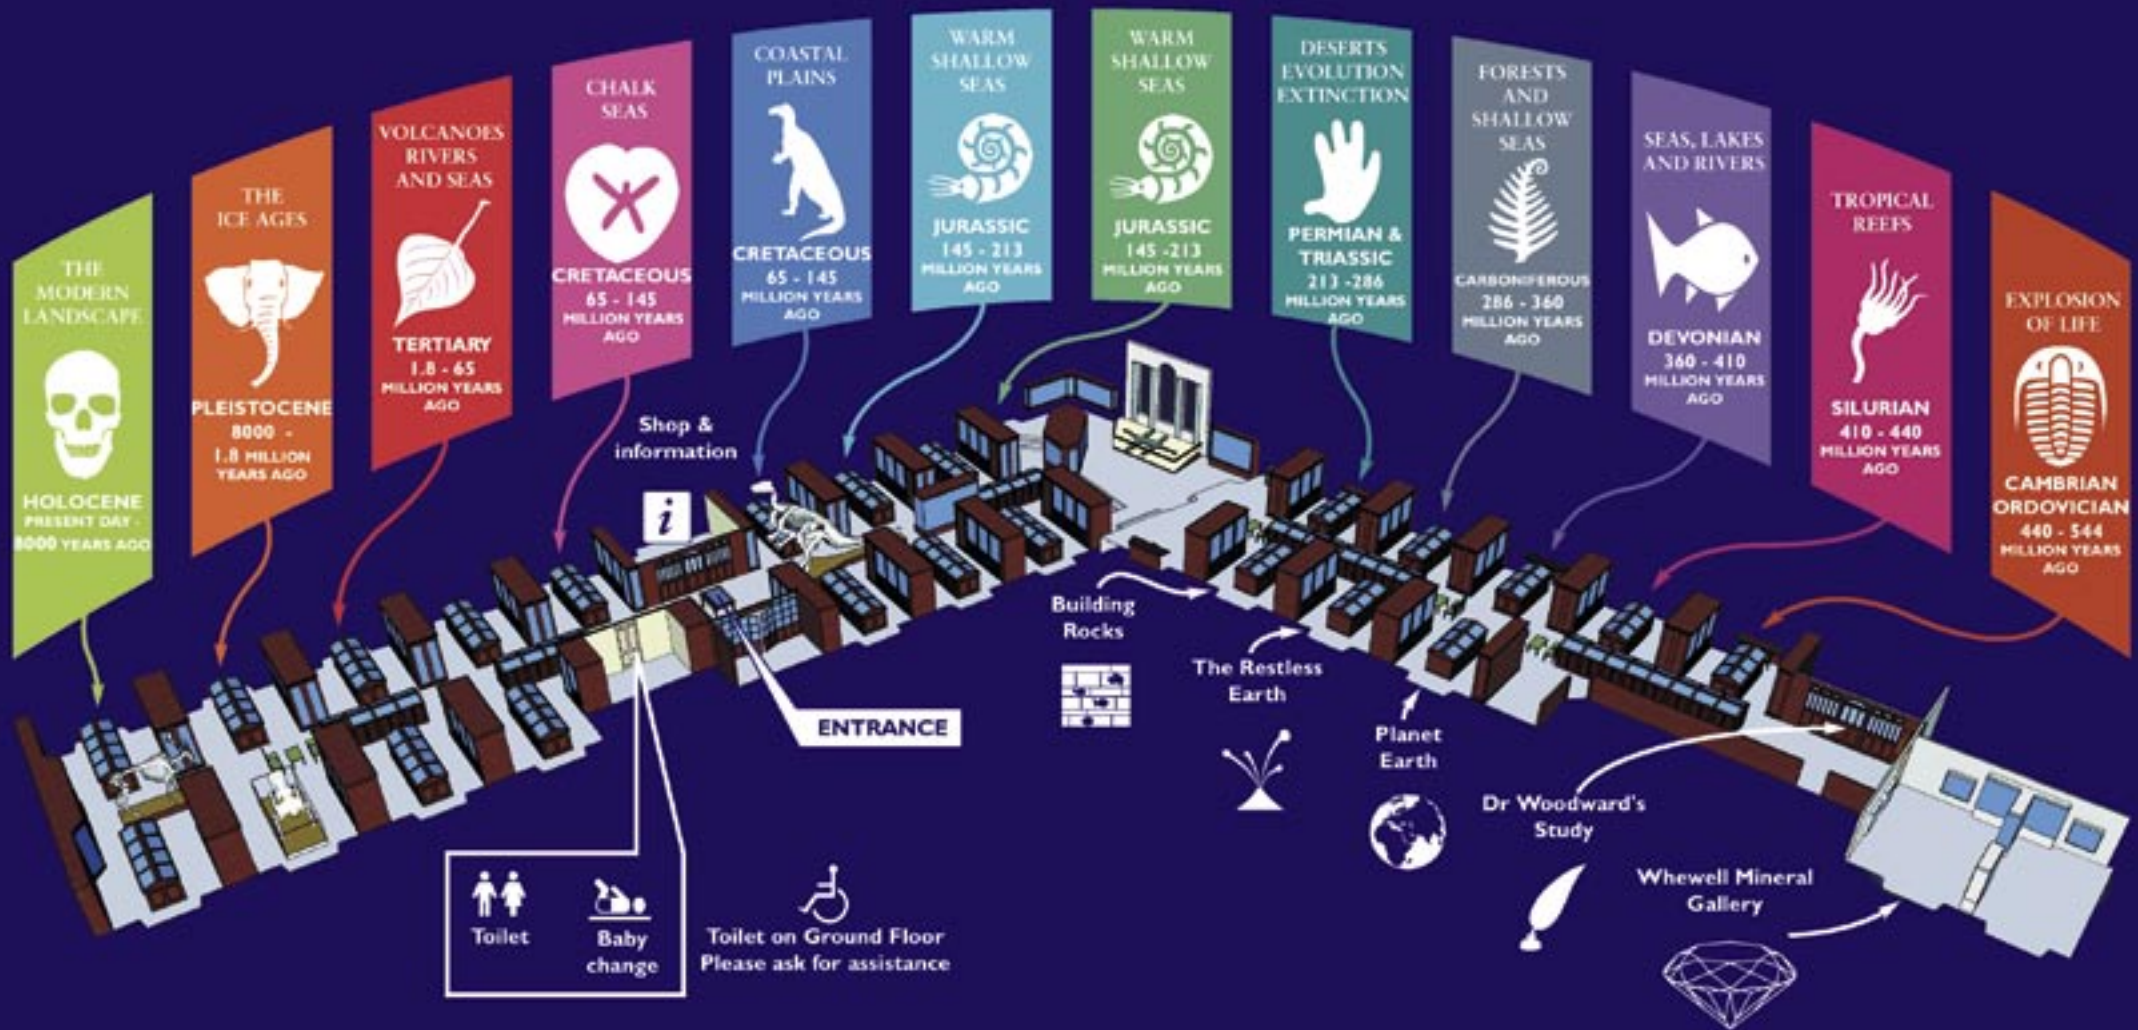 THE
MODERN
LANDSCAPE
HOLOCENE
PRESENT DAY -
8000 YEARS AGO
THE
ICE AGES
PLEISTOCENE
8000 -
1.8 MILLION
YEARS AGO
VOLCANOES
RIVERS
AND SEAS
TERTIARY
1.8 - 65
MILLION YEARS
AGO
CHALK
SEAS
CRETACEOUS
65 - 145
MILLION YEARS
AGO
COASTAL
PLAINS
CRETACEOUS
65 - 145
MILLION YEARS
AGO
WARM
SHALLOW
SEAS
JURASSIC
145 - 213
MILLION YEARS
AGO
WARM
SHALLOW
SEAS
JURASSIC
145 -213
MILLION YEARS
AGO
DESERTS
EVOLUTION
EXTINCTION
PERMIAN &
TRIASSIC
213 -286
MILLION YEARS
AGO
FORESTS
AND
SHALLOW
SEAS
CARBONIFEROUS
286 - 360
MILLION YEARS
AGO
SEAS, LAKES
AND RIVERS
DEVONIAN
360 - 410
MILLION YEARS
AGO
TROPICAL
REEFS
SILURIAN
410 - 440
MILLION YEARS
AGO
EXPLOSION
OF LIFE
CAMBRIAN
ORDOVICIAN
440 - 544
MILLION YEARS
AGO
Shop &
information
i
ENTRANCE
Building
Rocks
The Restless
Earth
Planet
Earth
Dr Woodward's
Study
Whewell Mineral
Gallery
Toilet
Baby
change
Toilet on Ground Floor
Please ask for assistance